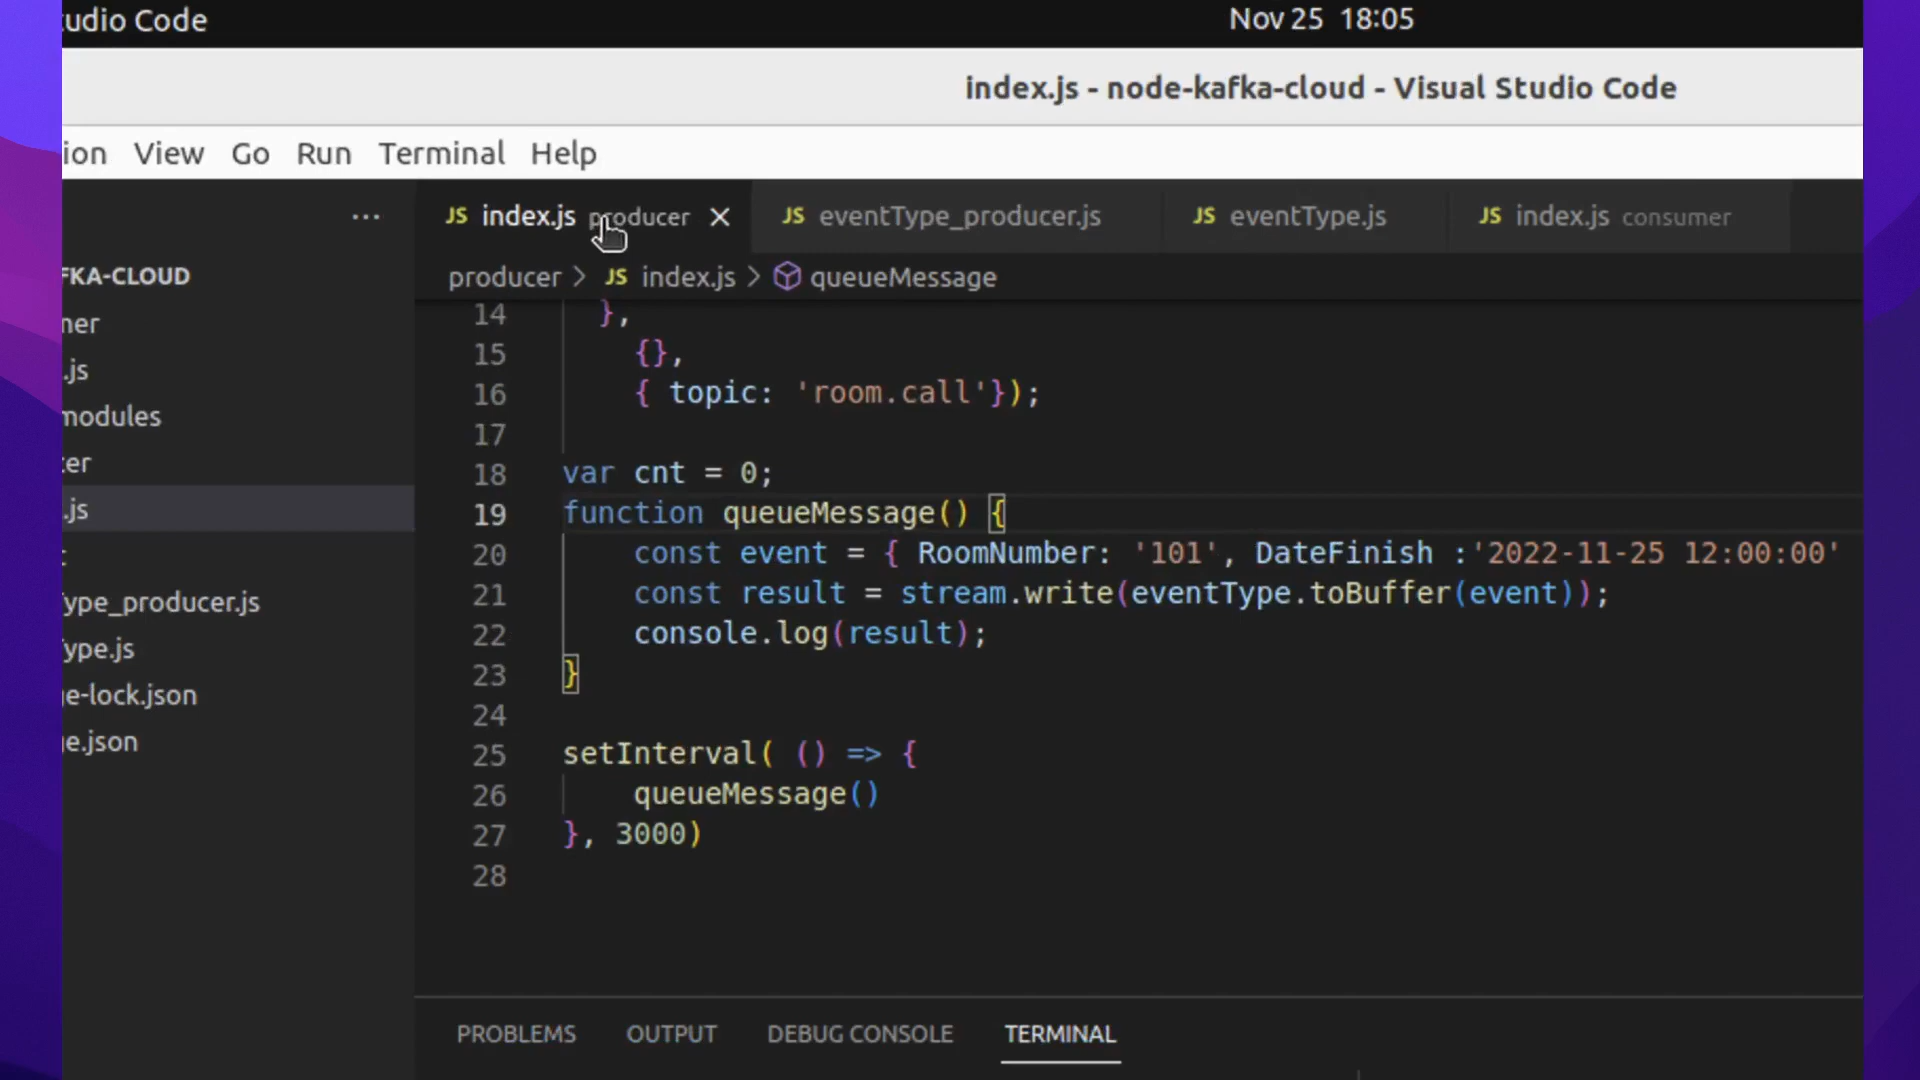 tudio Code
Nov 25 18:05
index.js - node-kafka-cloud - Visual Studio Code
ion View Go Run Terminal Help
... JS index.js producer × JS eventType_producer.js JS eventType.js JS index.js consumer
producer > JS index.js > queueMessage
FKA-CLOUD
ner
.js
modules
er
.js
t
ype_producer.js
ype.js
e-lock.json
e.json
14 },
15 {},
16 { topic: 'room.call'});
17
18 var cnt = 0;
19 function queueMessage() {
20 const event = { RoomNumber: '101', DateFinish :'2022-11-25 12:00:00'
21 const result = stream.write(eventType.toBuffer(event));
22 console.log(result);
23 }
24
25 setInterval( () => {
26 queueMessage()
27 }, 3000)
28
PROBLEMS OUTPUT DEBUG CONSOLE TERMINAL